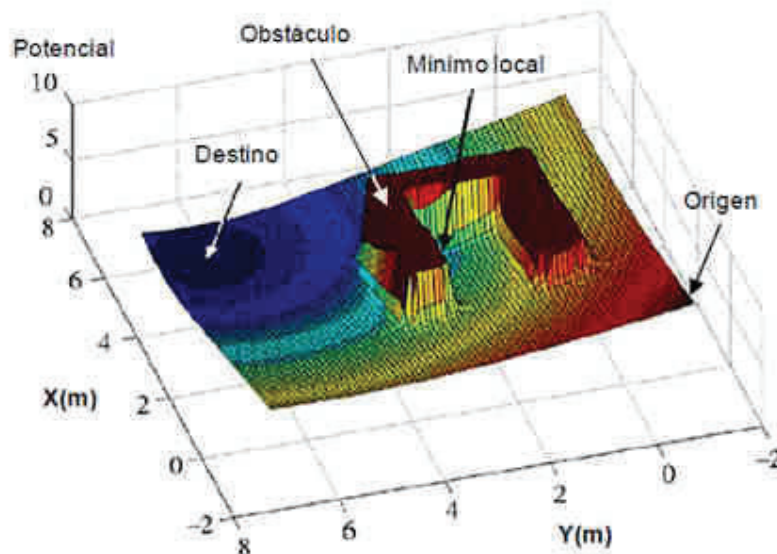 Obstáculo
Potencial
Mínimo local
10
5
Destino
0
Origen
8
6
4
X(m)
2
0
-2
0
2
-2
4
6
Y(m)
8